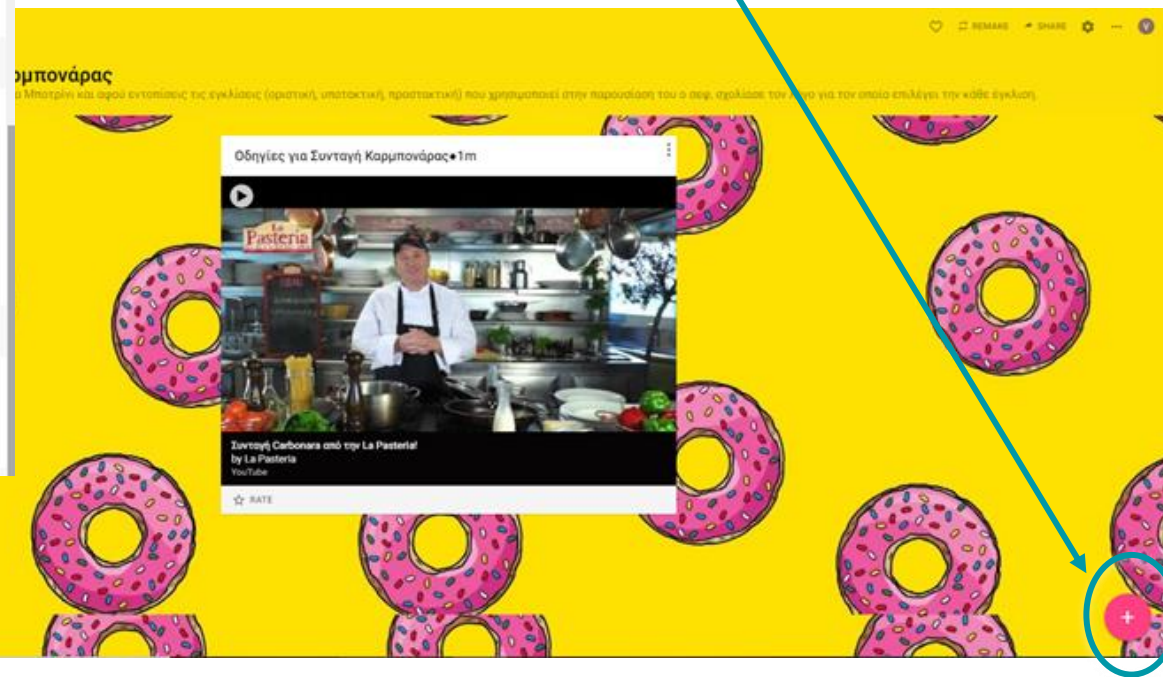 REMAKE SHARE ... V
ρμπονάρας
Μποτρίνι και αφού εντοπίσεις τις εγκλίσεις (οριστική, υποτακτική, προστακτική) που χρησιμοποιεί στην παρουσίαση του ο σεφ, σχολίασε τον λόγο για τον οποίο επιλέγει την κάθε έγκλιση.
Οδηγίες για Συνταγή Καρμπονάρας●1m
La
Pasteria
Συνταγή Carbonara από την La Pasteria!
by La Pasteria
YouTube
RATE
+